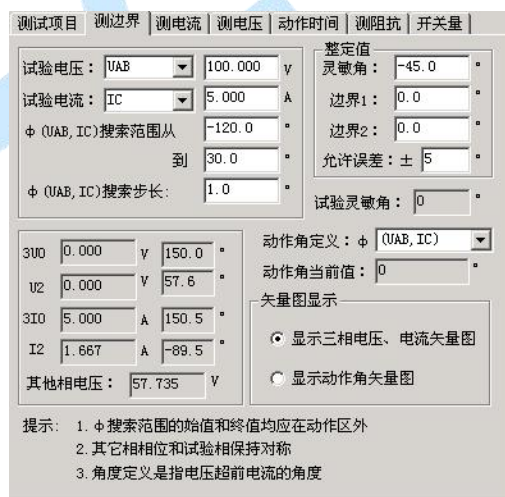 测试项目 测边界 测电流 测电压 动作时间 测阻抗 开关量
试验电压： UAB 100.000 V
试验电流： IC 5.000 A
φ(UAB,IC)搜索范围从 -120.0 °
到 30.0 °
φ(UAB,IC)搜索步长: 1.0 °
整定值
灵敏角： -45.0 °
边界1： 0.0 °
边界2： 0.0 °
允许误差：± 5 °
试验灵敏角： 0 °
3U0 0.000 V 150.0 °
U2 0.000 V 57.6 °
3I0 5.000 A 150.5 °
I2 1.667 A -89.5 °
其他相电压： 57.735 V
动作角定义：φ (UAB,IC)
动作角当前值： 0 °
矢量图显示
显示三相电压、电流矢量图
显示动作角矢量图
提示: 1.φ搜索范围的始值和终值均应在动作区外
2.其它相相位和试验相保持对称
3.角度定义是指电压超前电流的角度